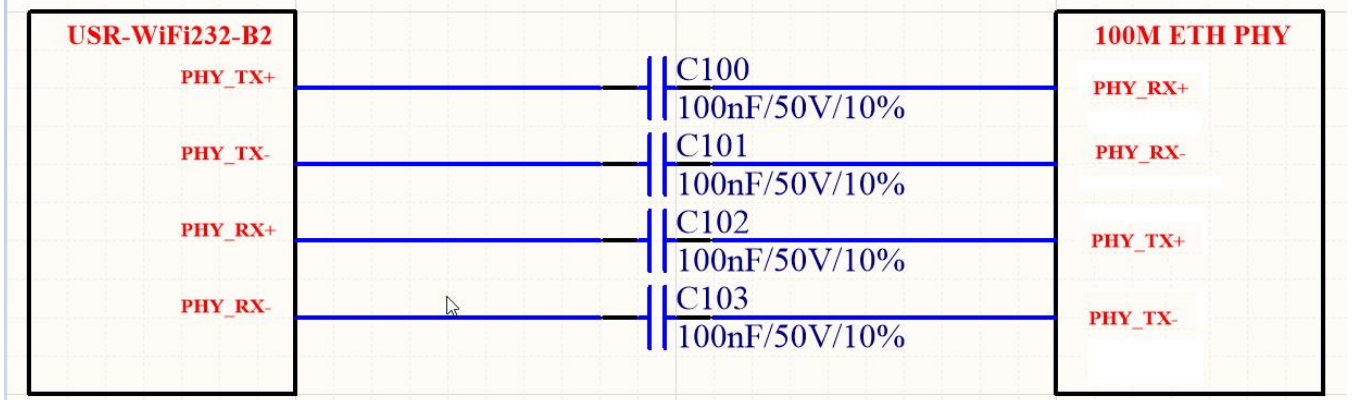 USR-WiFi232-B2
PHY_TX+
PHY_TX-
PHY_RX+
PHY_RX-
C100
100nF/50V/10%
C101
100nF/50V/10%
C102
100nF/50V/10%
C103
100nF/50V/10%
100M ETH PHY
PHY_RX+
PHY_RX-
PHY_TX+
PHY_TX-